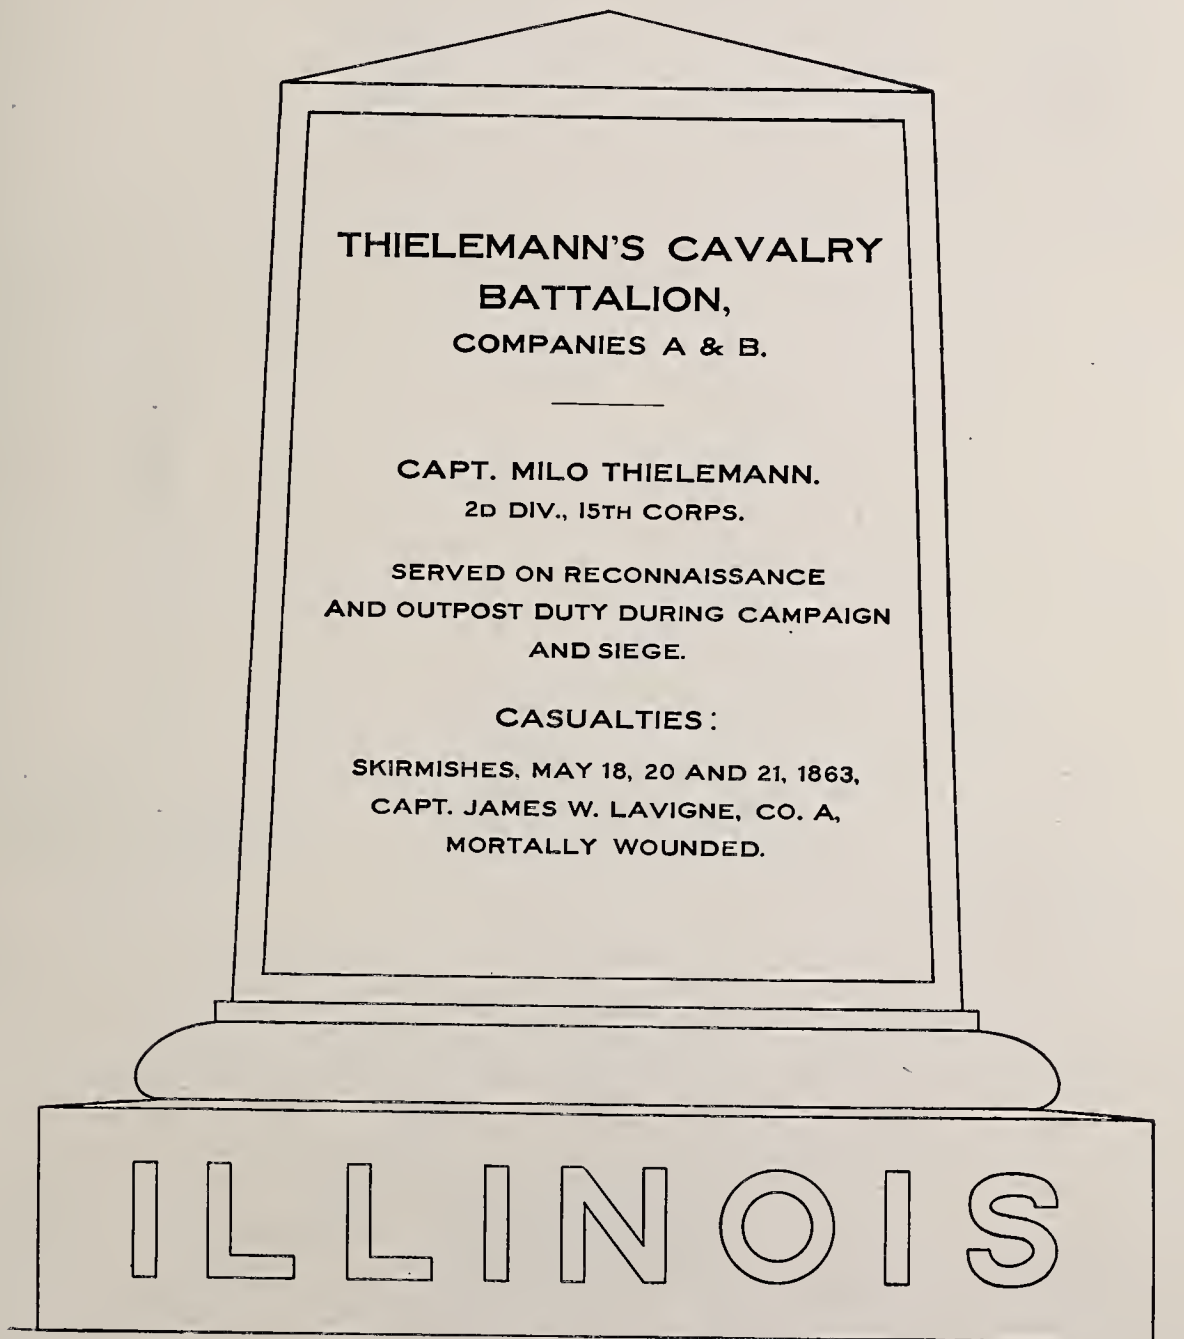 THIELEMANN'S CAVALRY
BATTALION,
COMPANIES A & B.
CAPT. MILO THIELEMANN.
2D DIV., 15TH CORPS.
SERVED ON RECONNAISSANCE
AND OUTPOST DUTY DURING CAMPAIGN
AND SIEGE.
CASUALTIES:
SKIRMISHES, MAY 18, 20 AND 21, 1863,
CAPT. JAMES W. LAVIGNE, CO. A,
MORTALLY WOUNDED.
ILLINOIS